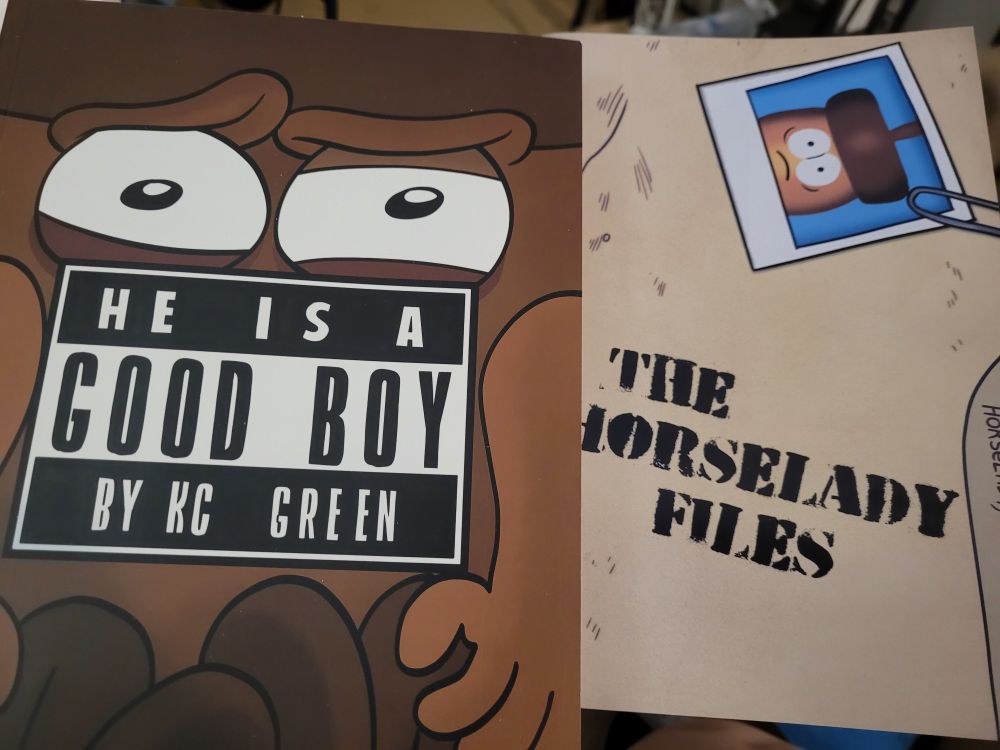 HE IS A
GOOD BOY
BY KC GREEN
THE
HORSELADY
FILES